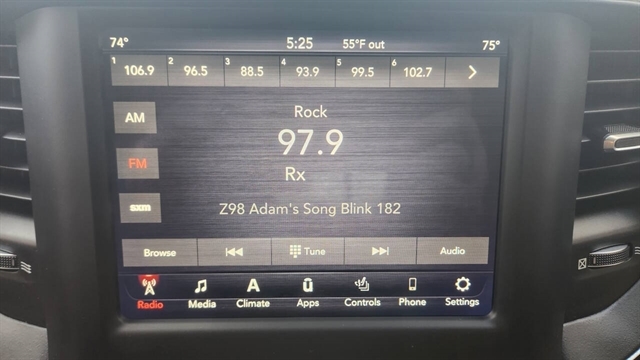 74° 5:25 55°F out 75°
1 106.9 2 96.5 3 88.5 4 93.9 5 99.5 6 102.7
Rock
AM
97.9
FM
Rx
sxm
Z98 Adam's Song Blink 182
Browse Tune Audio
Radio Media Climate Apps Controls Phone Settings